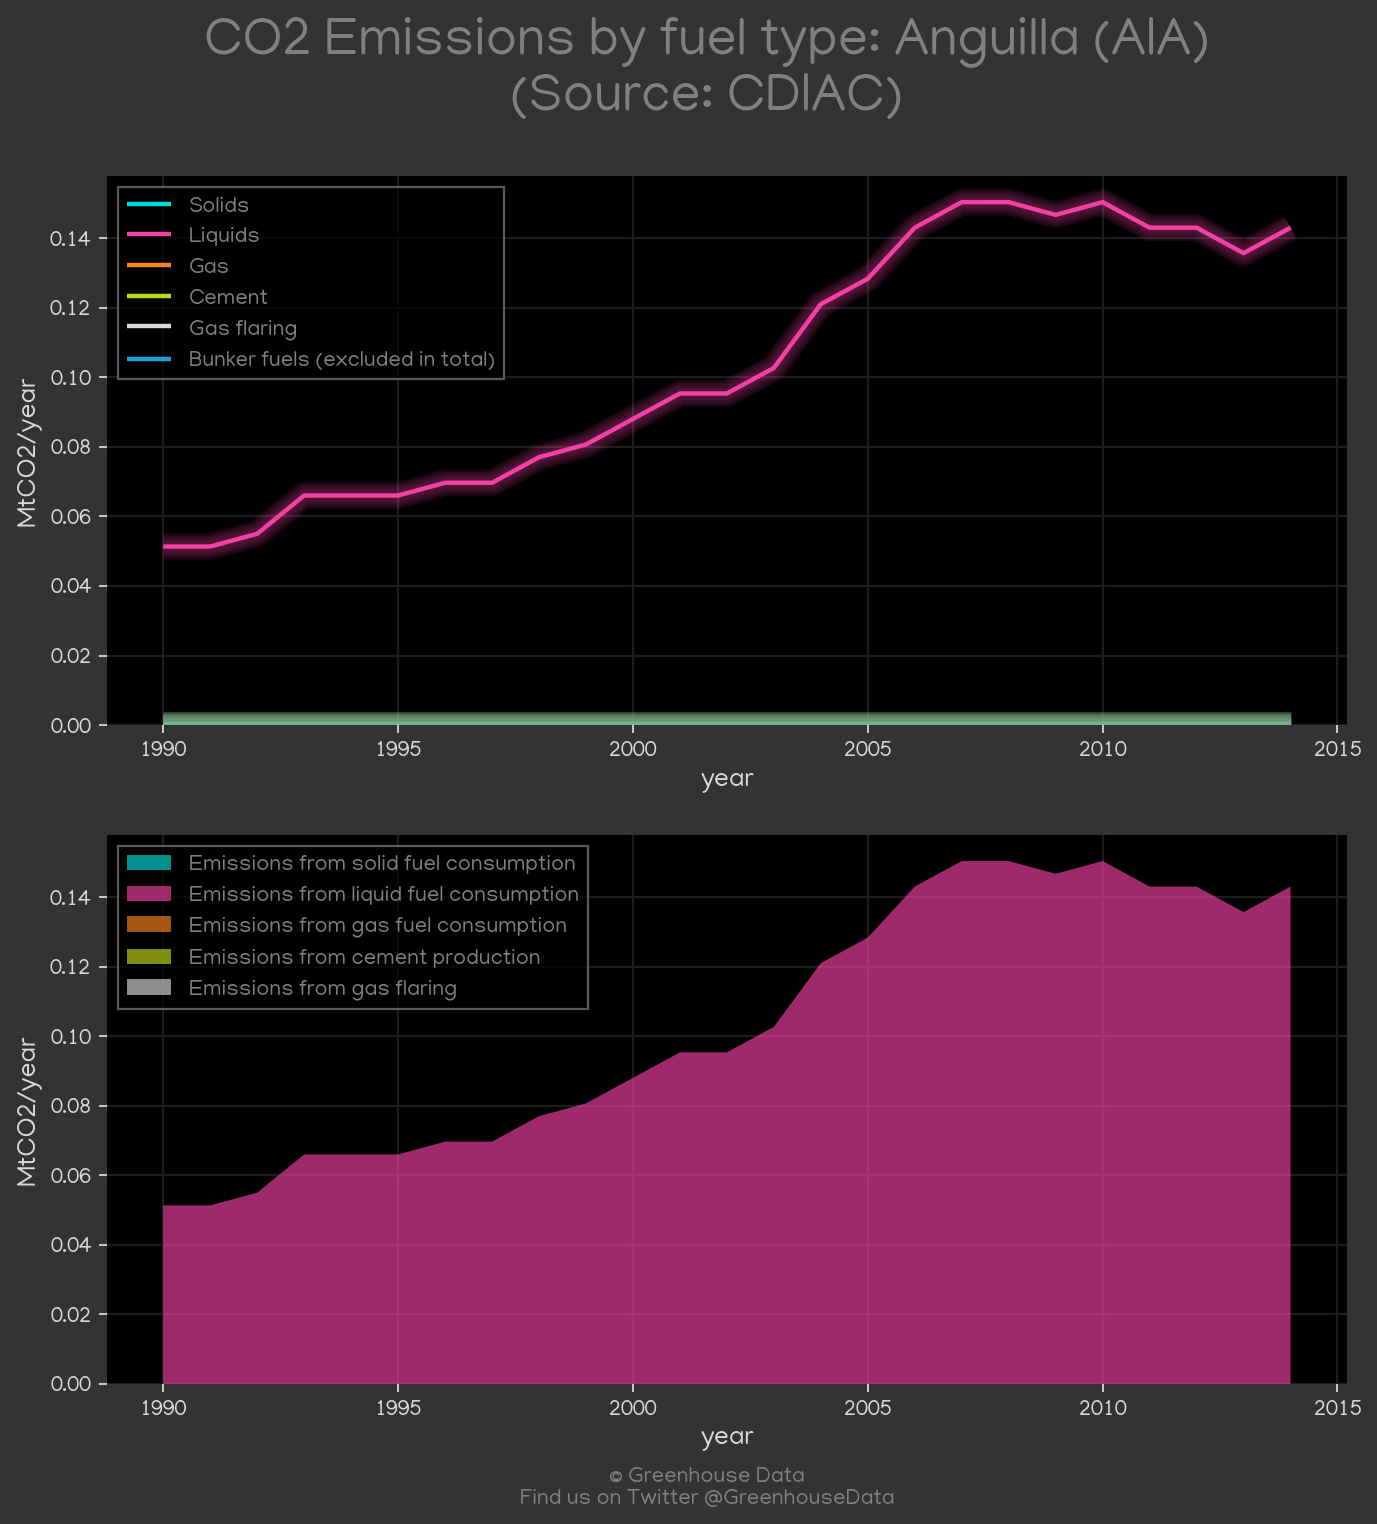 CO2 Emissions by fuel type: Anguilla (AIA)
(Source: CDIAC)
Solids
Liquids
Gas
Cement
Gas flaring
Bunker fuels (excluded in total)
MtCO2/year
0.14
0.12
0.10
0.08
0.06
0.04
0.02
0.00
1990 1995 2000 2005 2010 2015
year
Emissions from solid fuel consumption
Emissions from liquid fuel consumption
Emissions from gas fuel consumption
Emissions from cement production
Emissions from gas flaring
MtCO2/year
0.14
0.12
0.10
0.08
0.06
0.04
0.02
0.00
1990 1995 2000 2005 2010 2015
year
© Greenhouse Data
Find us on Twitter @GreenhouseData